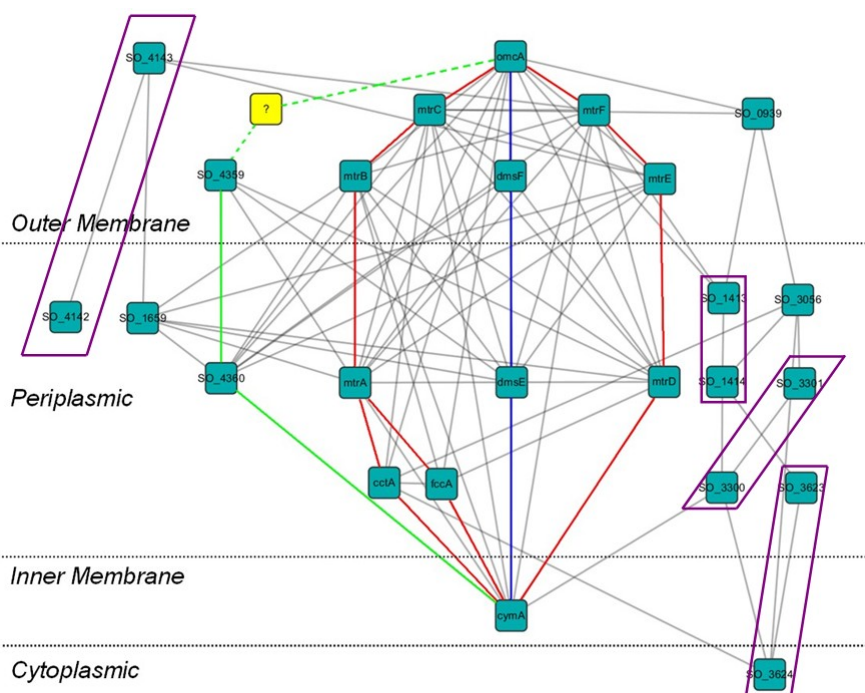 SO_4143
omcA
?
mtrC
mtrF
SO_0939
SO_4359
mtrB
dmsF
mtrE
Outer Membrane
SO_4142
SO_1659
SO_1413
SO_3056
SO_4360
mtrA
dmsE
mtrD
SO_1414
SO_3301
Periplasmic
cctA
fccA
SO_3300
SO_3623
Inner Membrane
cymA
Cytoplasmic
SO_3624